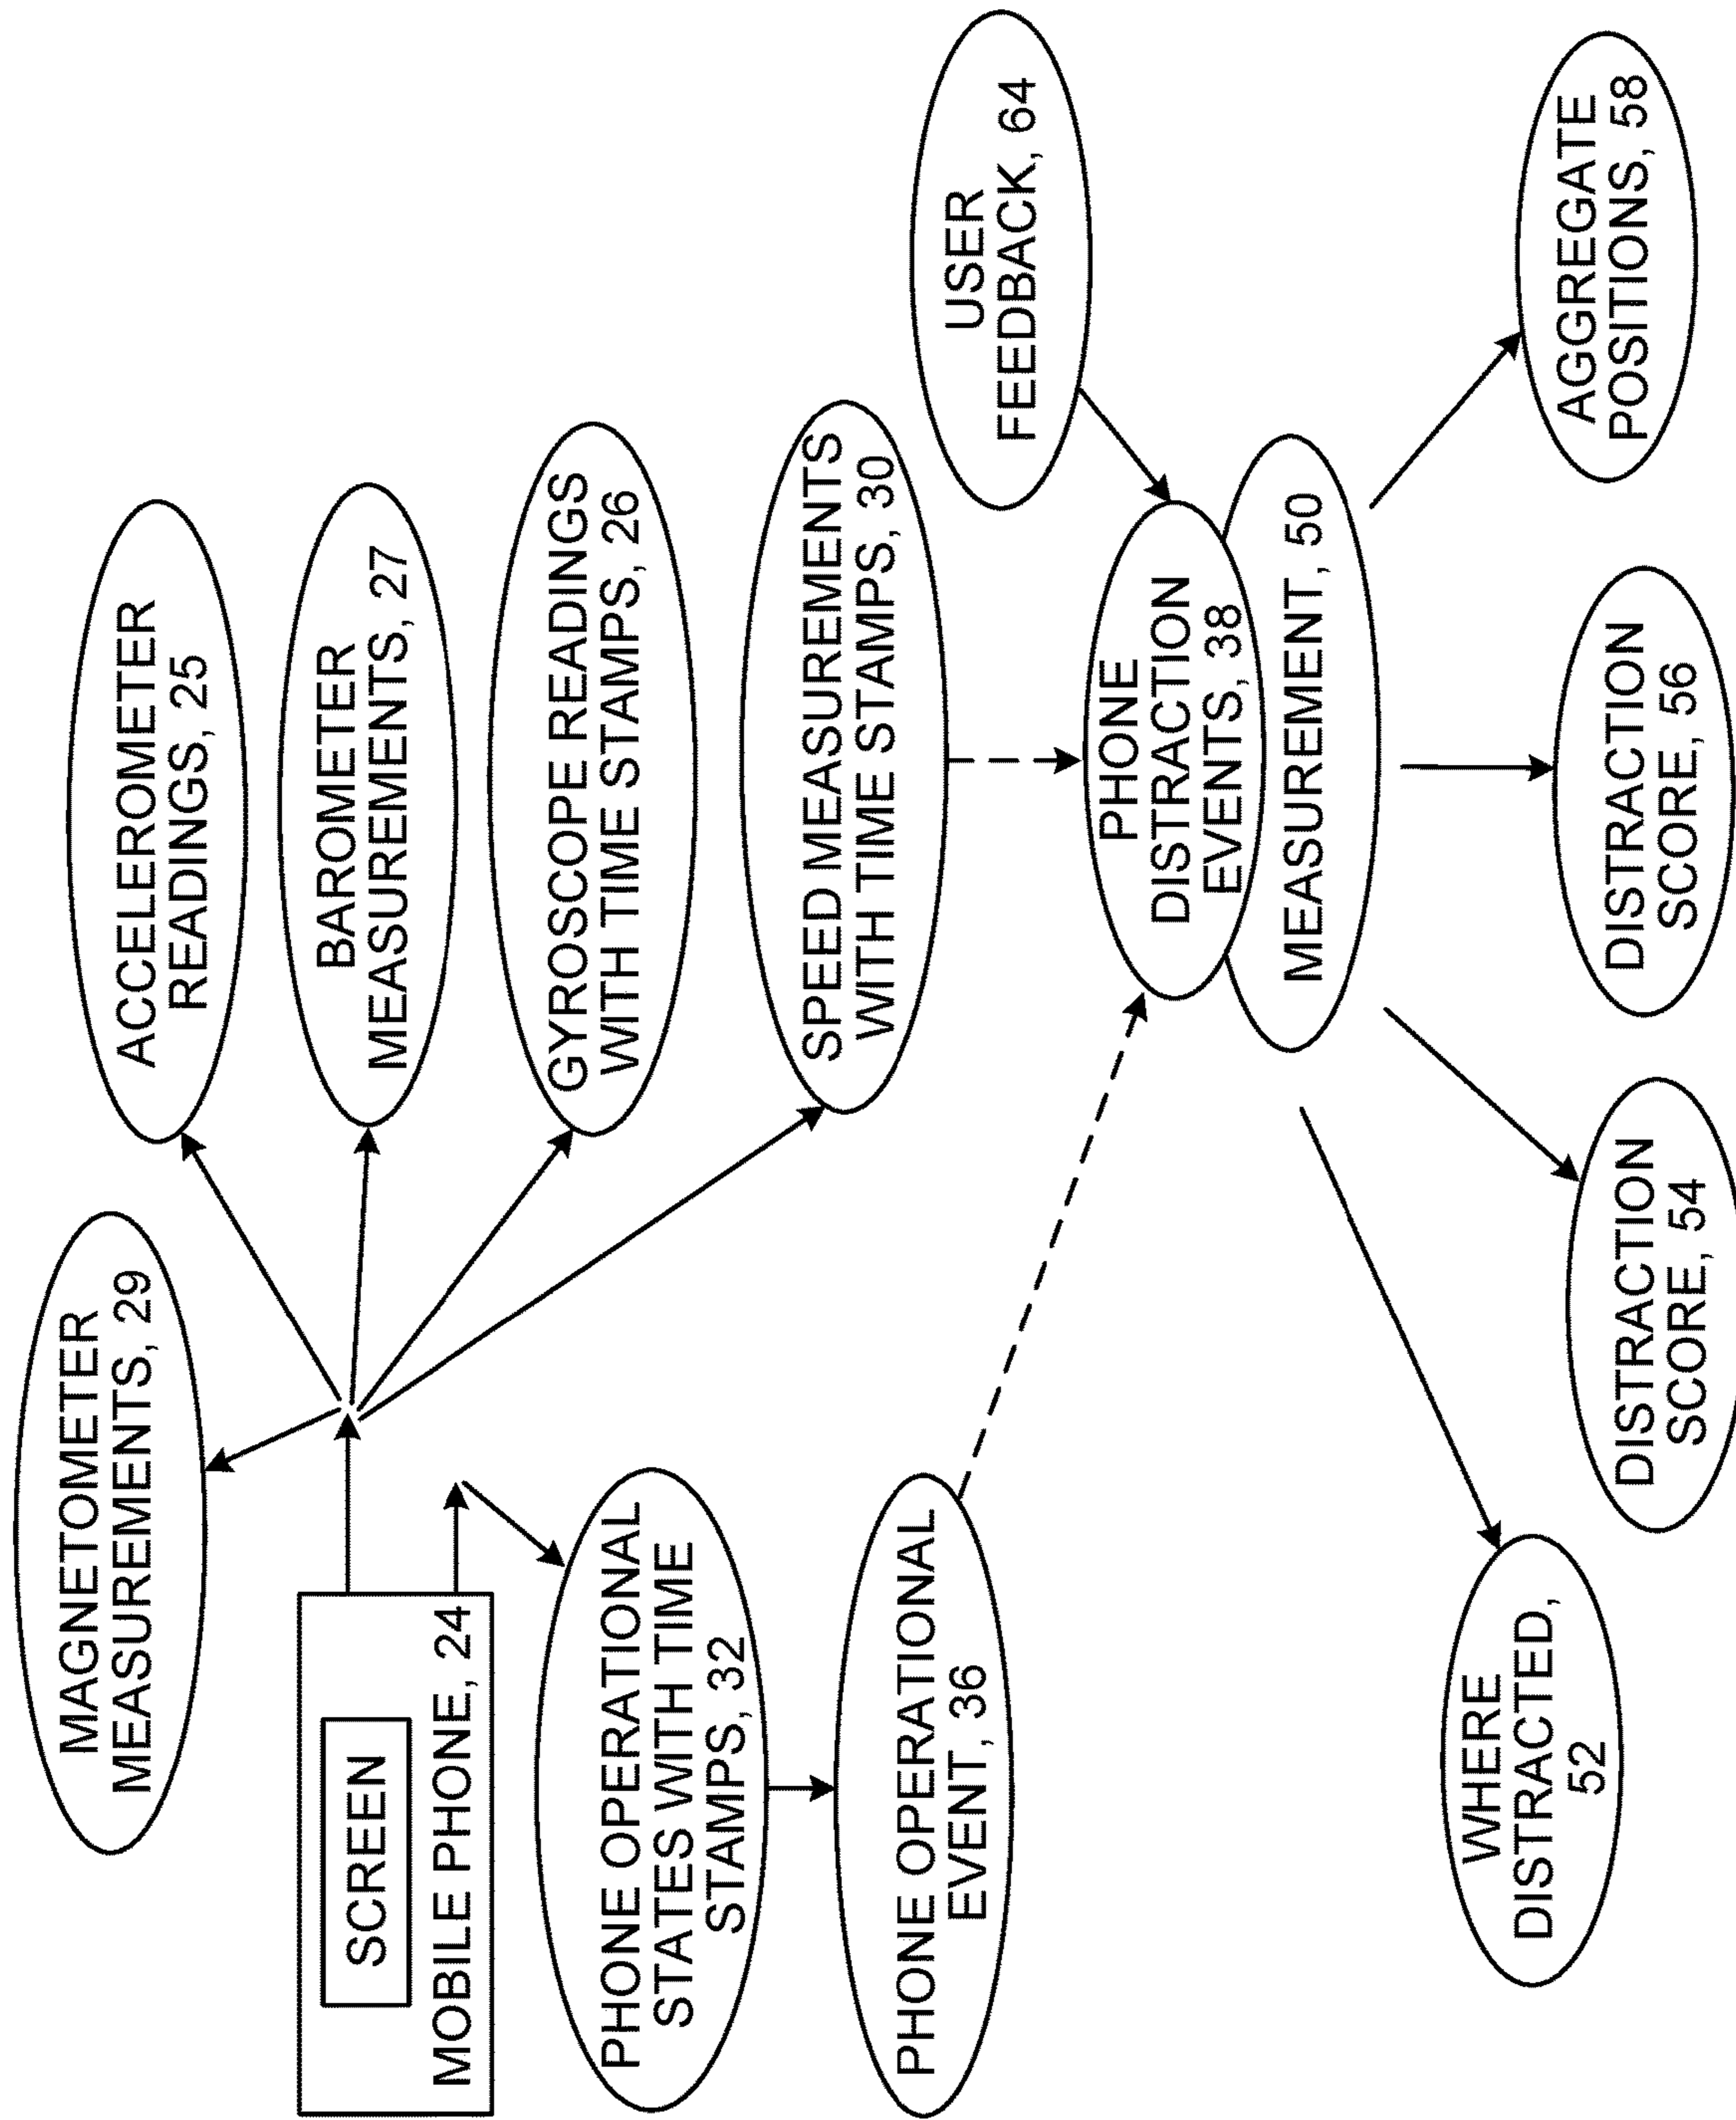 MAGNETOMETER
MEASUREMENTS, 29
ACCELEROMETER
READINGS, 25
SCREEN
MOBILE PHONE, 24
BAROMETER
MEASUREMENTS, 27
PHONE OPERATIONAL
STATES WITH TIME
STAMPS, 32
GYROSCOPE READINGS
WITH TIME STAMPS, 26
PHONE OPERATIONAL
EVENT, 36
SPEED MEASUREMENTS
WITH TIME STAMPS, 30
USER
FEEDBACK, 64
PHONE
DISTRACTION
EVENTS, 38
MEASUREMENT, 50
WHERE
DISTRACTED,
52
DISTRACTION
SCORE, 54
DISTRACTION
SCORE, 56
AGGREGATE
POSITIONS, 58